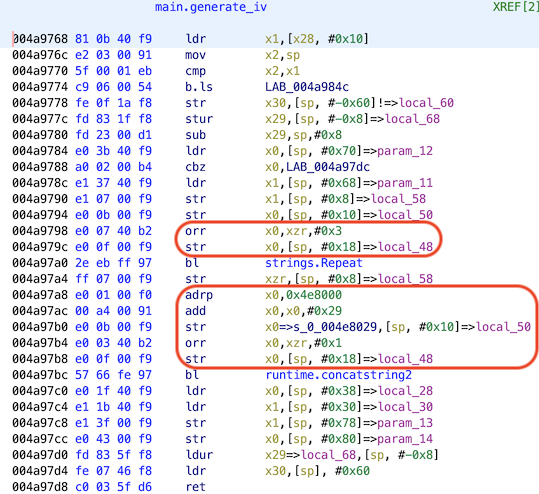 main.generate_iv XREF[2]
004a9768 81 0b 40 f9 ldr x1,[x28, #0x10]
004a976c e2 03 00 91 mov x2,sp
004a9770 5f 00 01 eb cmp x2,x1
004a9774 c9 06 00 54 b.ls LAB_004a984c
004a9778 fe 0f 1a f8 str x30,[sp, #-0x60]!=>local_60
004a977c fd 83 1f f8 stur x29,[sp, #-0x8]=>local_68
004a9780 fd 23 00 d1 sub x29,sp,#0x8
004a9784 e0 3b 40 f9 ldr x0,[sp, #0x70]=>param_12
004a9788 a0 02 00 b4 cbz x0,LAB_004a97dc
004a978c e1 37 40 f9 ldr x1,[sp, #0x68]=>param_11
004a9790 e1 07 00 f9 str x1,[sp, #0x8]=>local_58
004a9794 e0 0b 00 f9 str x0,[sp, #0x10]=>local_50
004a9798 e0 07 40 b2 orr x0,xzr,#0x3
004a979c e0 0f 00 f9 str x0,[sp, #0x18]=>local_48
004a97a0 2e eb ff 97 bl strings.Repeat
004a97a4 ff 07 00 f9 str xzr,[sp, #0x8]=>local_58
004a97a8 e0 01 00 f0 adrp x0,0x4e8000
004a97ac 00 a4 00 91 add x0,x0,#0x29
004a97b0 e0 0b 00 f9 str x0=>s_0_004e8029,[sp, #0x10]=>local_50
004a97b4 e0 03 40 b2 orr x0,xzr,#0x1
004a97b8 e0 0f 00 f9 str x0,[sp, #0x18]=>local_48
004a97bc 57 66 fe 97 bl runtime.concatstring2
004a97c0 e0 1f 40 f9 ldr x0,[sp, #0x38]=>local_28
004a97c4 e1 1b 40 f9 ldr x1,[sp, #0x30]=>local_30
004a97c8 e1 3f 00 f9 str x1,[sp, #0x78]=>param_13
004a97cc e0 43 00 f9 str x0,[sp, #0x80]=>param_14
004a97d0 fd 83 5f f8 ldur x29=>local_68,[sp, #-0x8]
004a97d4 fe 07 46 f8 ldr x30,[sp], #0x60
004a97d8 c0 03 5f d6 ret